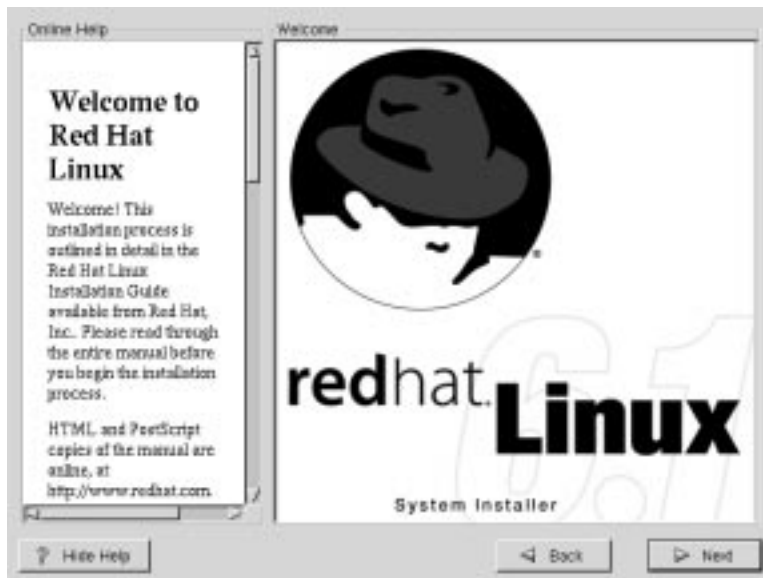 Online Help
Welcome to
Red Hat
Linux
Welcome! This
installation process is
outlined in detail in the
Red Hat Linux
Installation Guide
available from Red Hat,
Inc.. Please read through
the entire manual before
you begin the installation
process.
HTML and PostScript
copies of the manual are
online, at
http://www.redhat.com.
Welcome
®
redhat.
Linux
6.1
System Installer
? Hide Help
Back
Next